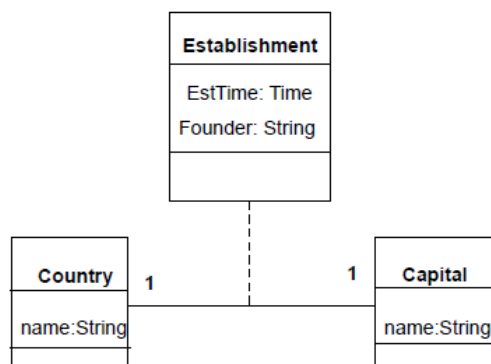 Establishment
EstTime: Time
Founder: String
Country
1
1
Capital
name:String
name:String